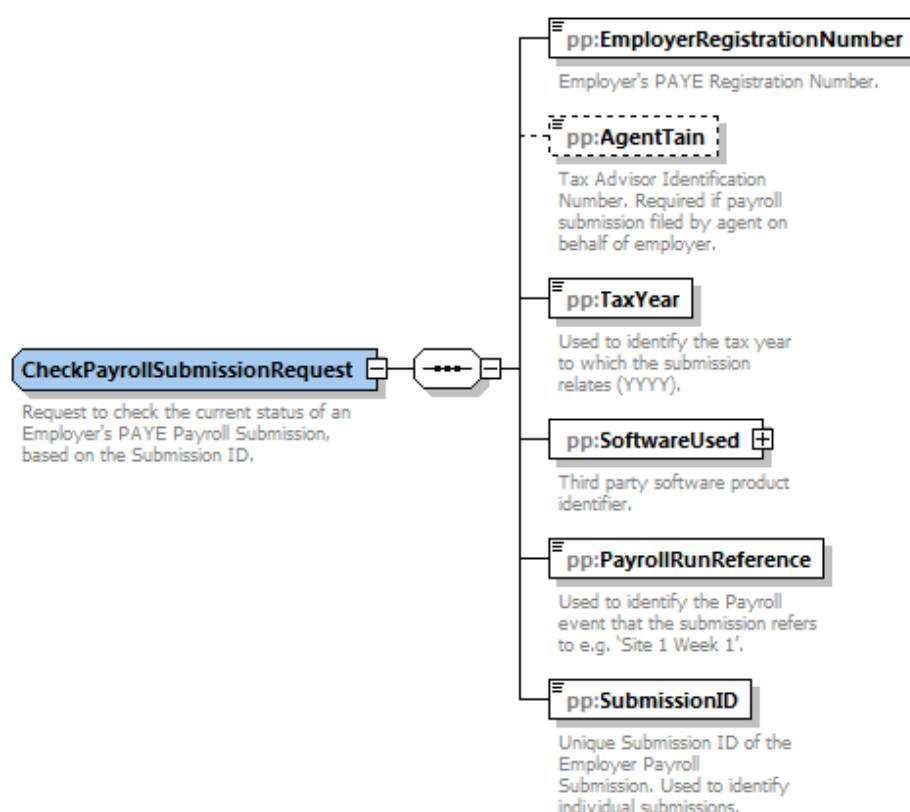 pp:EmployerRegistrationNumber
Employer's PAYE Registration Number.
pp:AgentTain
Tax Advisor Identification
Number. Required if payroll
submission filed by agent on
behalf of employer.
pp:TaxYear
Used to identify the tax year
to which the submission
relates (YYYY).
CheckPayrollSubmissionRequest
Request to check the current status of an
Employer's PAYE Payroll Submission,
based on the Submission ID.
pp:SoftwareUsed
Third party software product
identifier.
pp:PayrollRunReference
Used to identify the Payroll
event that the submission refers
to e.g. ‘Site 1 Week 1’.
pp:SubmissionID
Unique Submission ID of the
Employer Payroll
Submission. Used to identify
individual submissions.